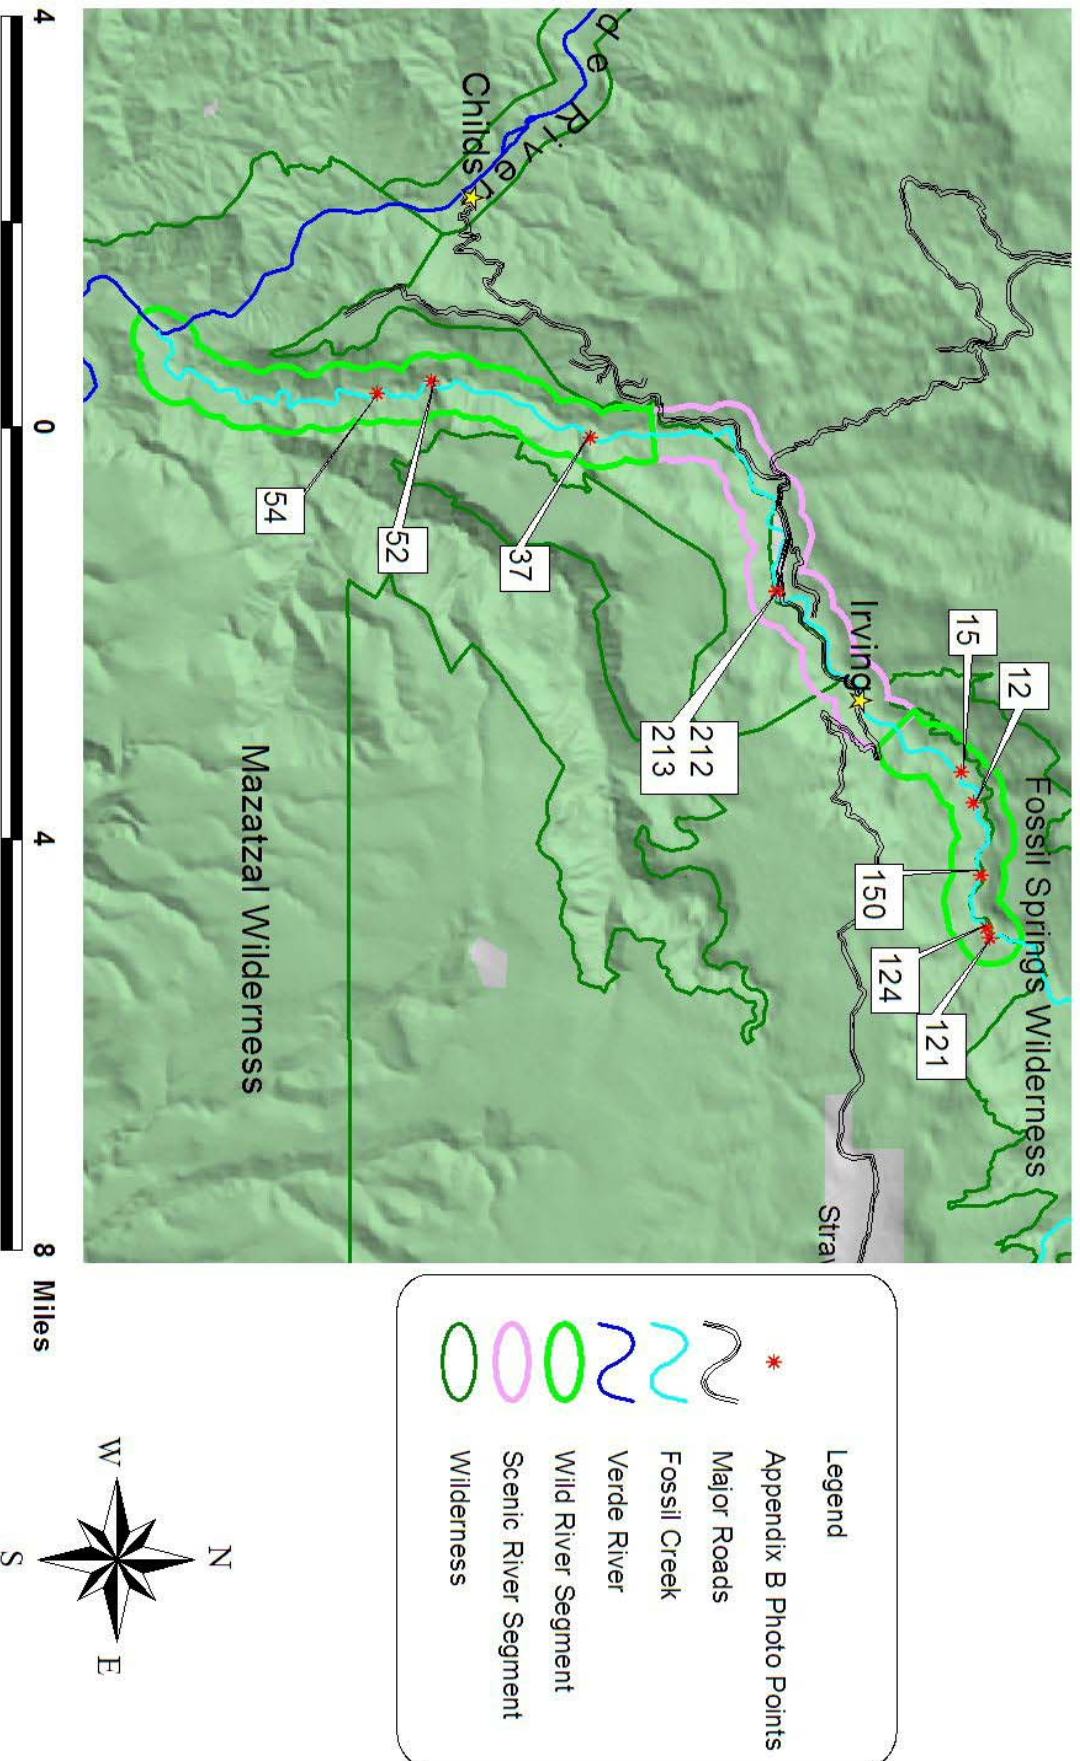 Fossil Springs Wilderness
12
15
Irving
121
124
150
Straw
de River
Childs
212
213
37
52
54
Mazatzal Wilderness
Legend
Appendix B Photo Points
Major Roads
Fossil Creek
Verde River
Wild River Segment
Scenic River Segment
Wilderness
4
0
4
8
Miles
N
W
E
S